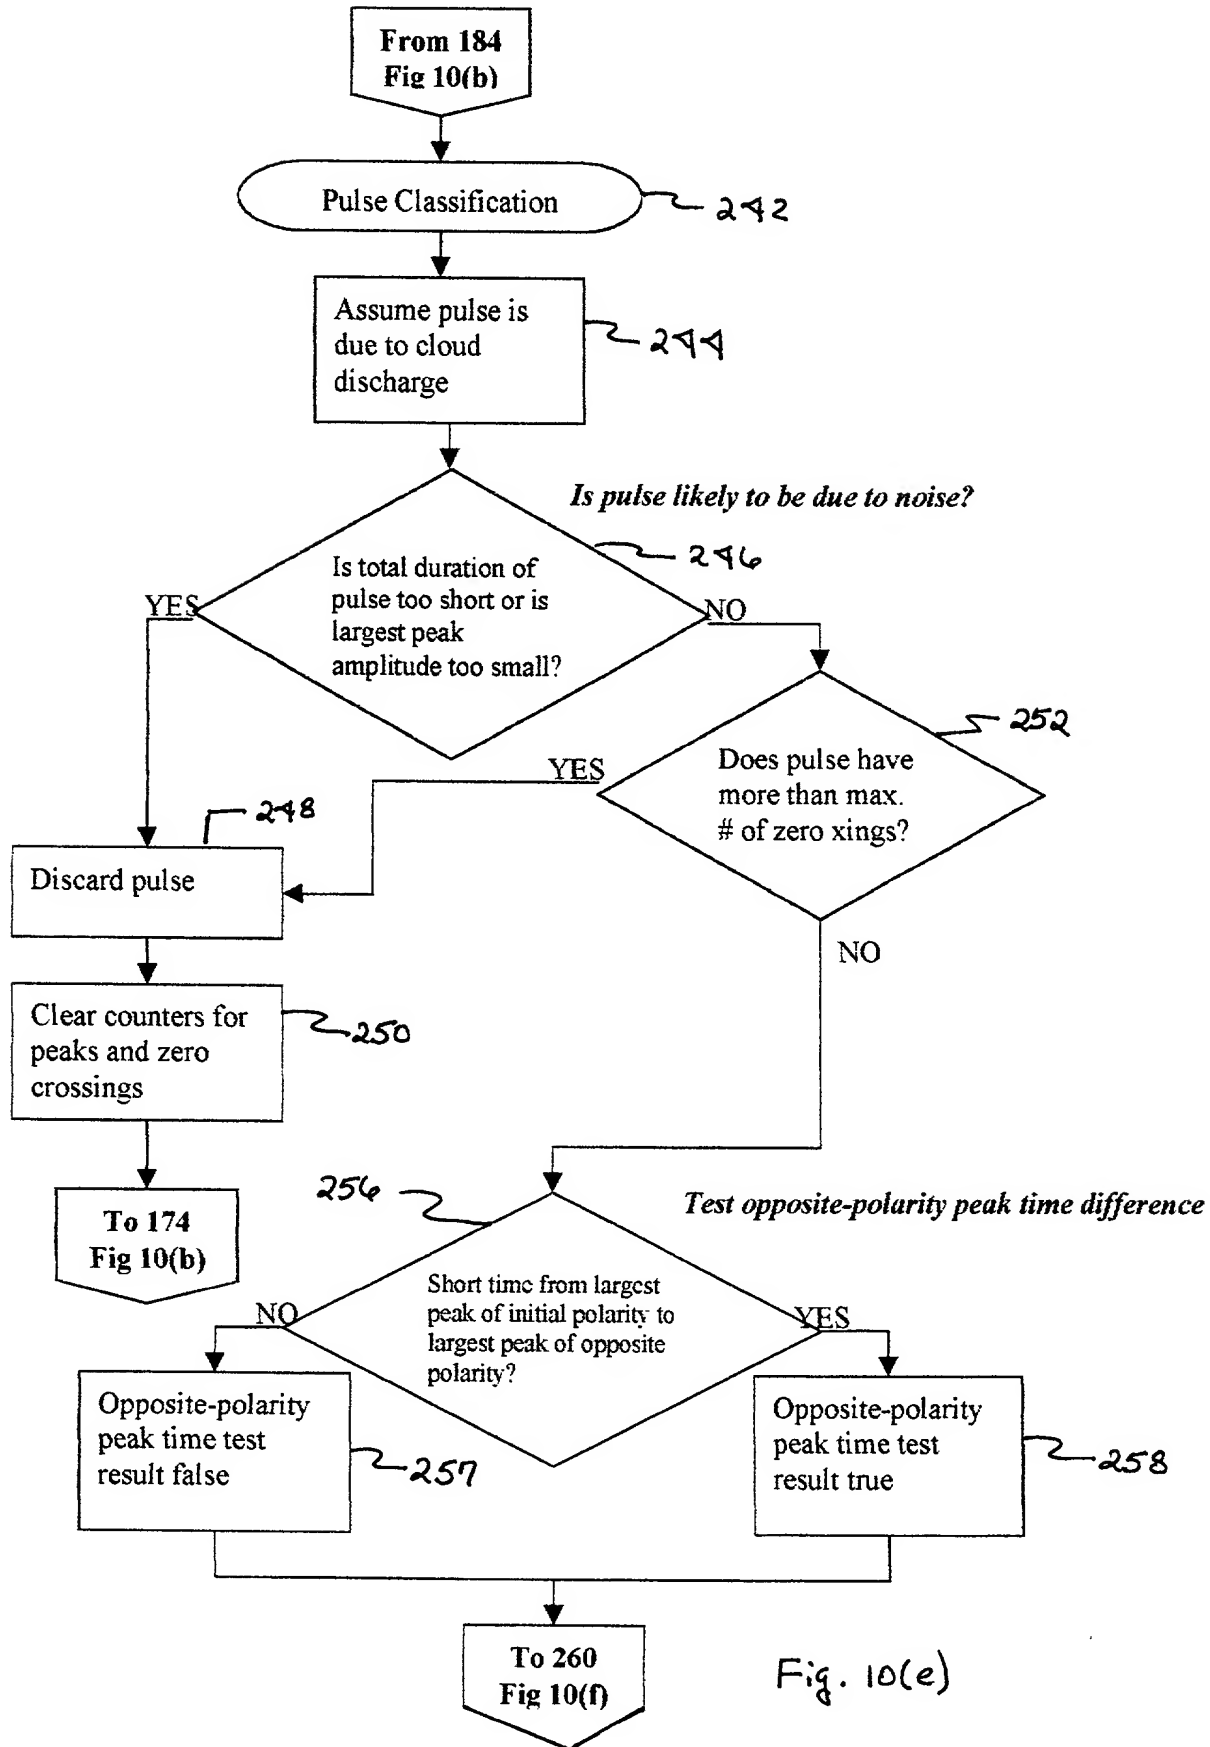 From 184
Fig 10(b)
Pulse Classification
242
Assume pulse is
due to cloud
discharge
244
Is pulse likely to be due to noise?
246
Is total duration of
pulse too short or is
largest peak
amplitude too small?
YES
NO
252
Does pulse have
more than max.
# of zero xings?
YES
248
Discard pulse
NO
Clear counters for
peaks and zero
crossings
250
To 174
Fig 10(b)
256
Test opposite-polarity peak time difference
Short time from largest
peak of initial polarity to
largest peak of opposite
polarity?
NO
YES
Opposite-polarity
peak time test
result false
257
Opposite-polarity
peak time test
result true
258
To 260
Fig 10(f)
Fig. 10(e)